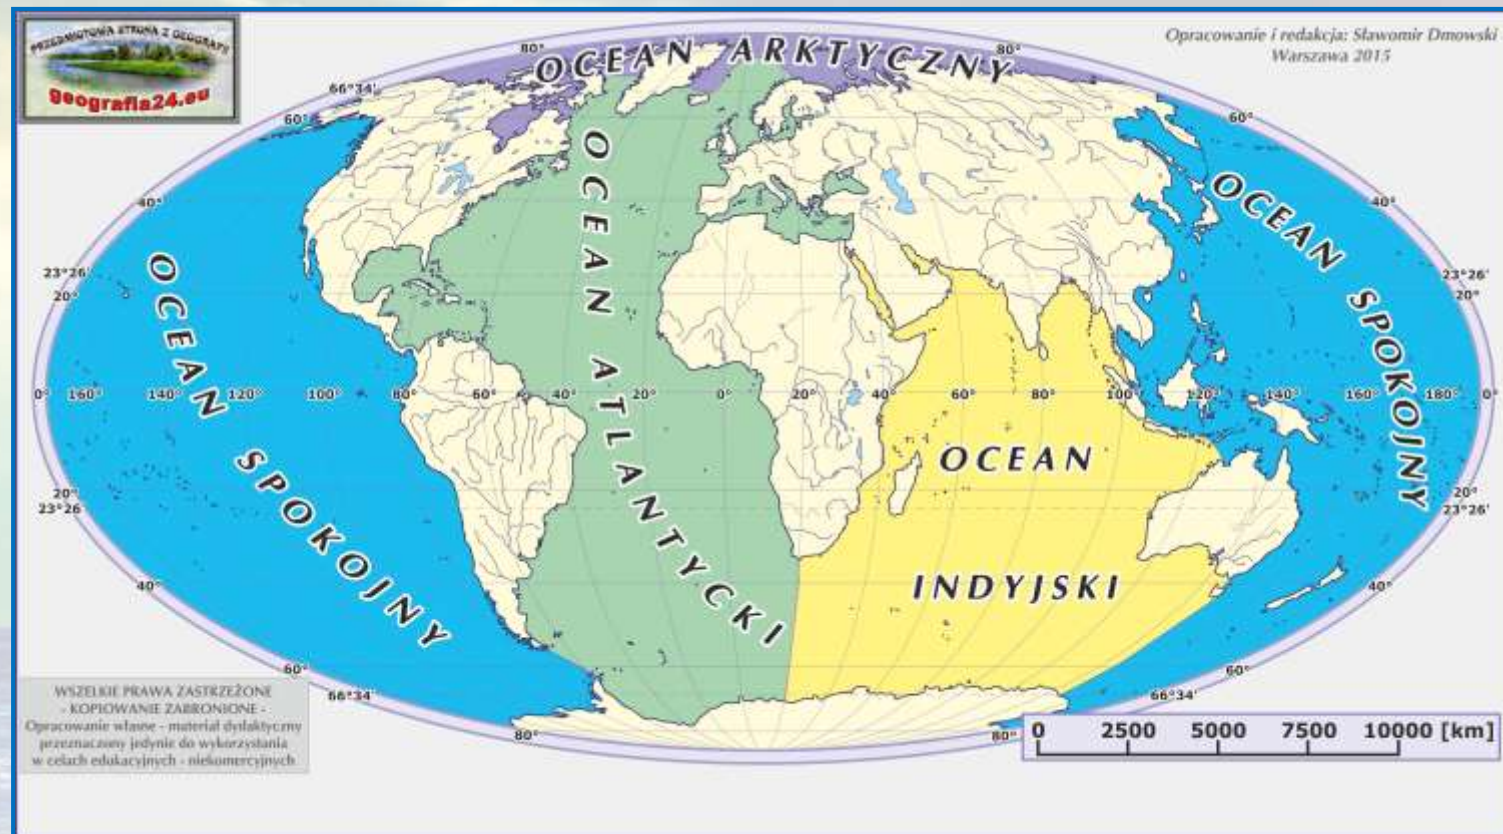 PRZEDMIOTOWA STRONA Z GEOGRAFII
geografia24.eu
Opracowanie i redakcja: Sławomir Dmowski
Warszawa 2015
OCEAN ARKTYCZNY
80° 80°
66°34'
60° 60°
40° 40°
23°26' 23°26'
20° 20°
OCEAN SPOKOJNY
OCEAN ATLANTYCKI
OCEAN SPOKOJNY
0° 160° 140° 120° 100° 80° 60° 40° 20° 0° 20° 40° 60° 80° 100° 120° 140° 160° 180° 0°
OCEAN
INDYJSKI
20° 20°
23°26 23°26'
40° 40°
60° 60°
66°34' 66°34'
80° 80°
WSZELKIE PRAWA ZASTRZEŻONE
- KOPIOWANIE ZABRONIONE -
Opracowanie własne - materiał dydaktyczny
przeznaczony jedynie do wykorzystania
w celach edukacyjnych - niekomercyjnych
0 2500 5000 7500 10000 [km]